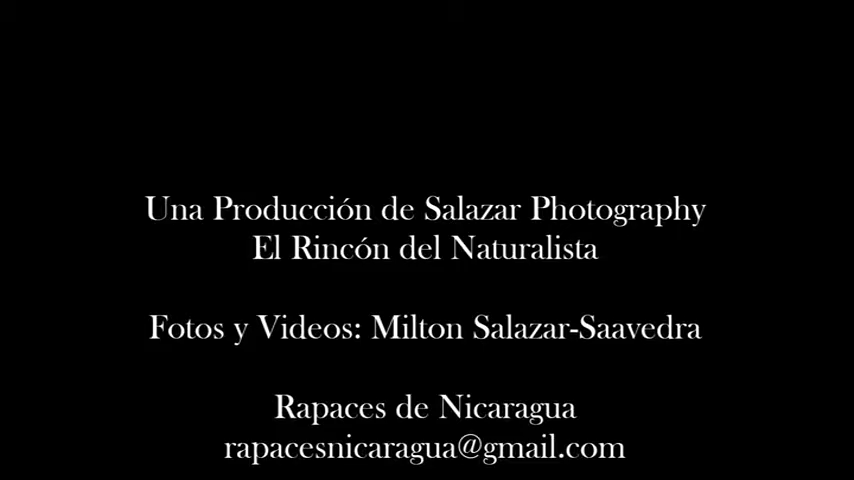 Una Producción de Salazar Photography
El Rincón del Naturalista
Fotos y Videos: Milton Salazar-Saavedra
Rapaces de Nicaragua
rapacesnicaragua@gmail.com